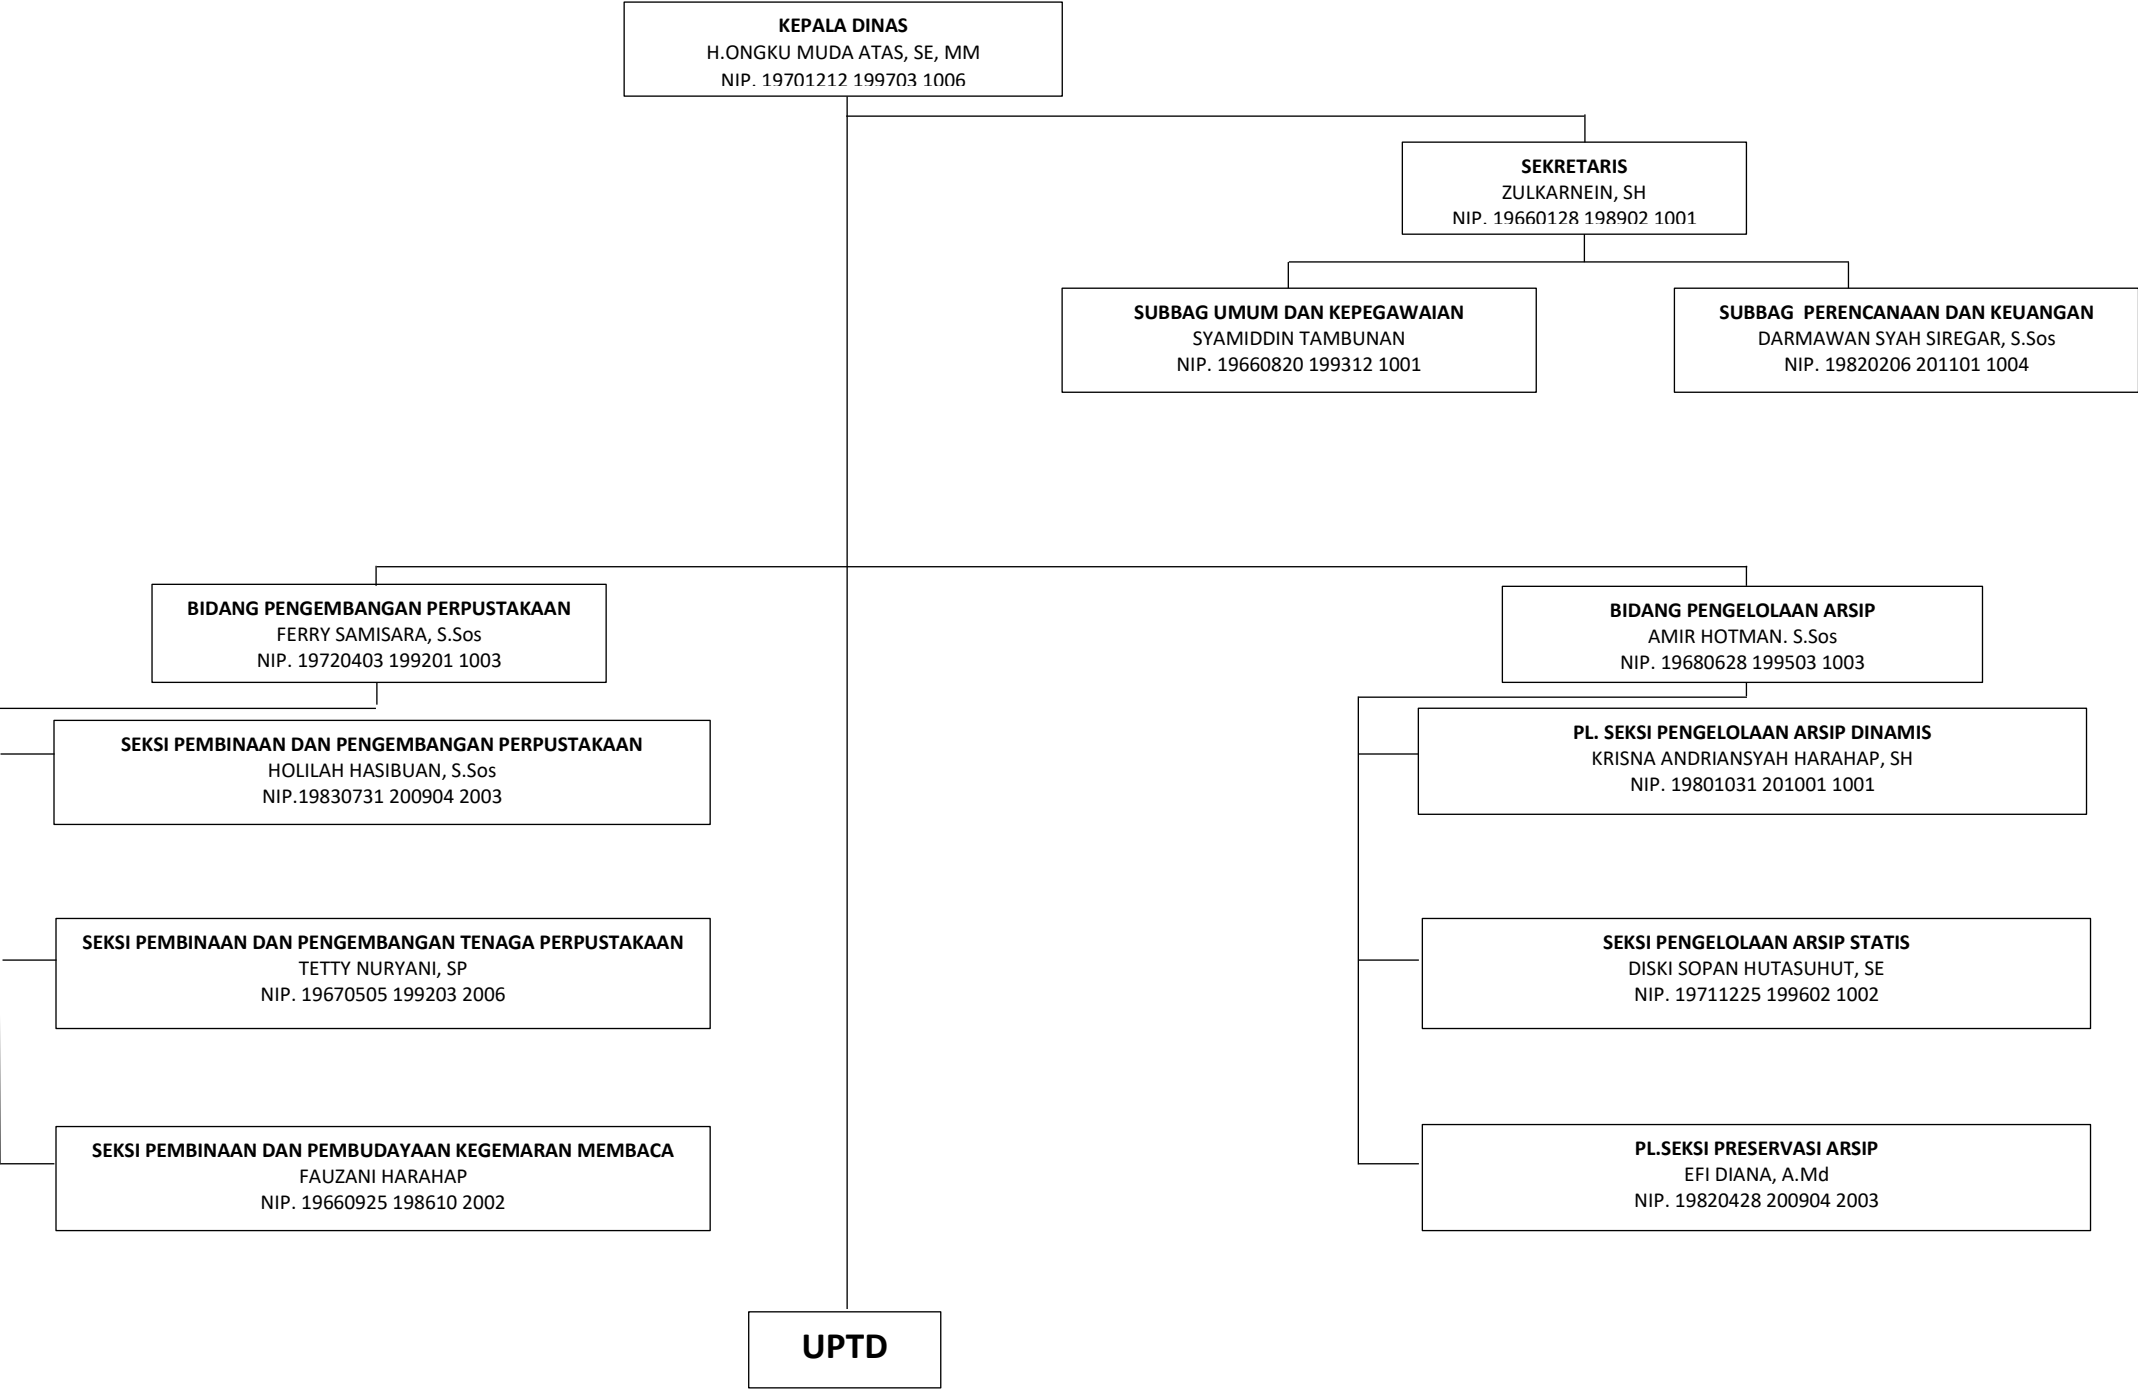 KEPALA DINAS
H.ONGKU MUDA ATAS, SE, MM
NIP. 19701212 199703 1006
SEKRETARIS
ZULKARNEIN, SH
NIP. 19660128 198902 1001
SUBBAG UMUM DAN KEPEGAWAIAN
SYAMIDDIN TAMBUNAN
NIP. 19660820 199312 1001
SUBBAG  PERENCANAAN DAN KEUANGAN
DARMAWAN SYAH SIREGAR, S.Sos
NIP. 19820206 201101 1004
BIDANG PENGEMBANGAN PERPUSTAKAAN
FERRY SAMISARA, S.Sos
NIP. 19720403 199201 1003
SEKSI PEMBINAAN DAN PENGEMBANGAN PERPUSTAKAAN
HOLILAH HASIBUAN, S.Sos
NIP.19830731 200904 2003
SEKSI PEMBINAAN DAN PENGEMBANGAN TENAGA PERPUSTAKAAN
TETTY NURYANI, SP
NIP. 19670505 199203 2006
SEKSI PEMBINAAN DAN PEMBUDAYAAN KEGEMARAN MEMBACA
FAUZANI HARAHAP
NIP. 19660925 198610 2002
BIDANG PENGELOLAAN ARSIP
AMIR HOTMAN. S.Sos
NIP. 19680628 199503 1003
PL. SEKSI PENGELOLAAN ARSIP DINAMIS
KRISNA ANDRIANSYAH HARAHAP, SH
NIP. 19801031 201001 1001
SEKSI PENGELOLAAN ARSIP STATIS
DISKI SOPAN HUTASUHUT, SE
NIP. 19711225 199602 1002
PL.SEKSI PRESERVASI ARSIP
EFI DIANA, A.Md
NIP. 19820428 200904 2003
UPTD